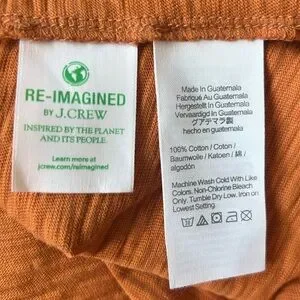 RE-IMAGINED
BY J.CREW
INSPIRED BY THE PLANET
AND ITS PEOPLE.
Learn more at
jcrew.com/reimagined
Made In Guatemala
Fabriqué Au Guatemala
Hergestellt In Guatemala
Vervaardigd In Guatemala
グアテマラ製
hecho en guatemala
100% Cotton / Coton /
Baumwolle / Katoen / 綿 /
algodón
Machine Wash Cold With Like
Colors. Non-Chlorine Bleach
Only. Tumble Dry Low. Iron on
Lowest Setting.